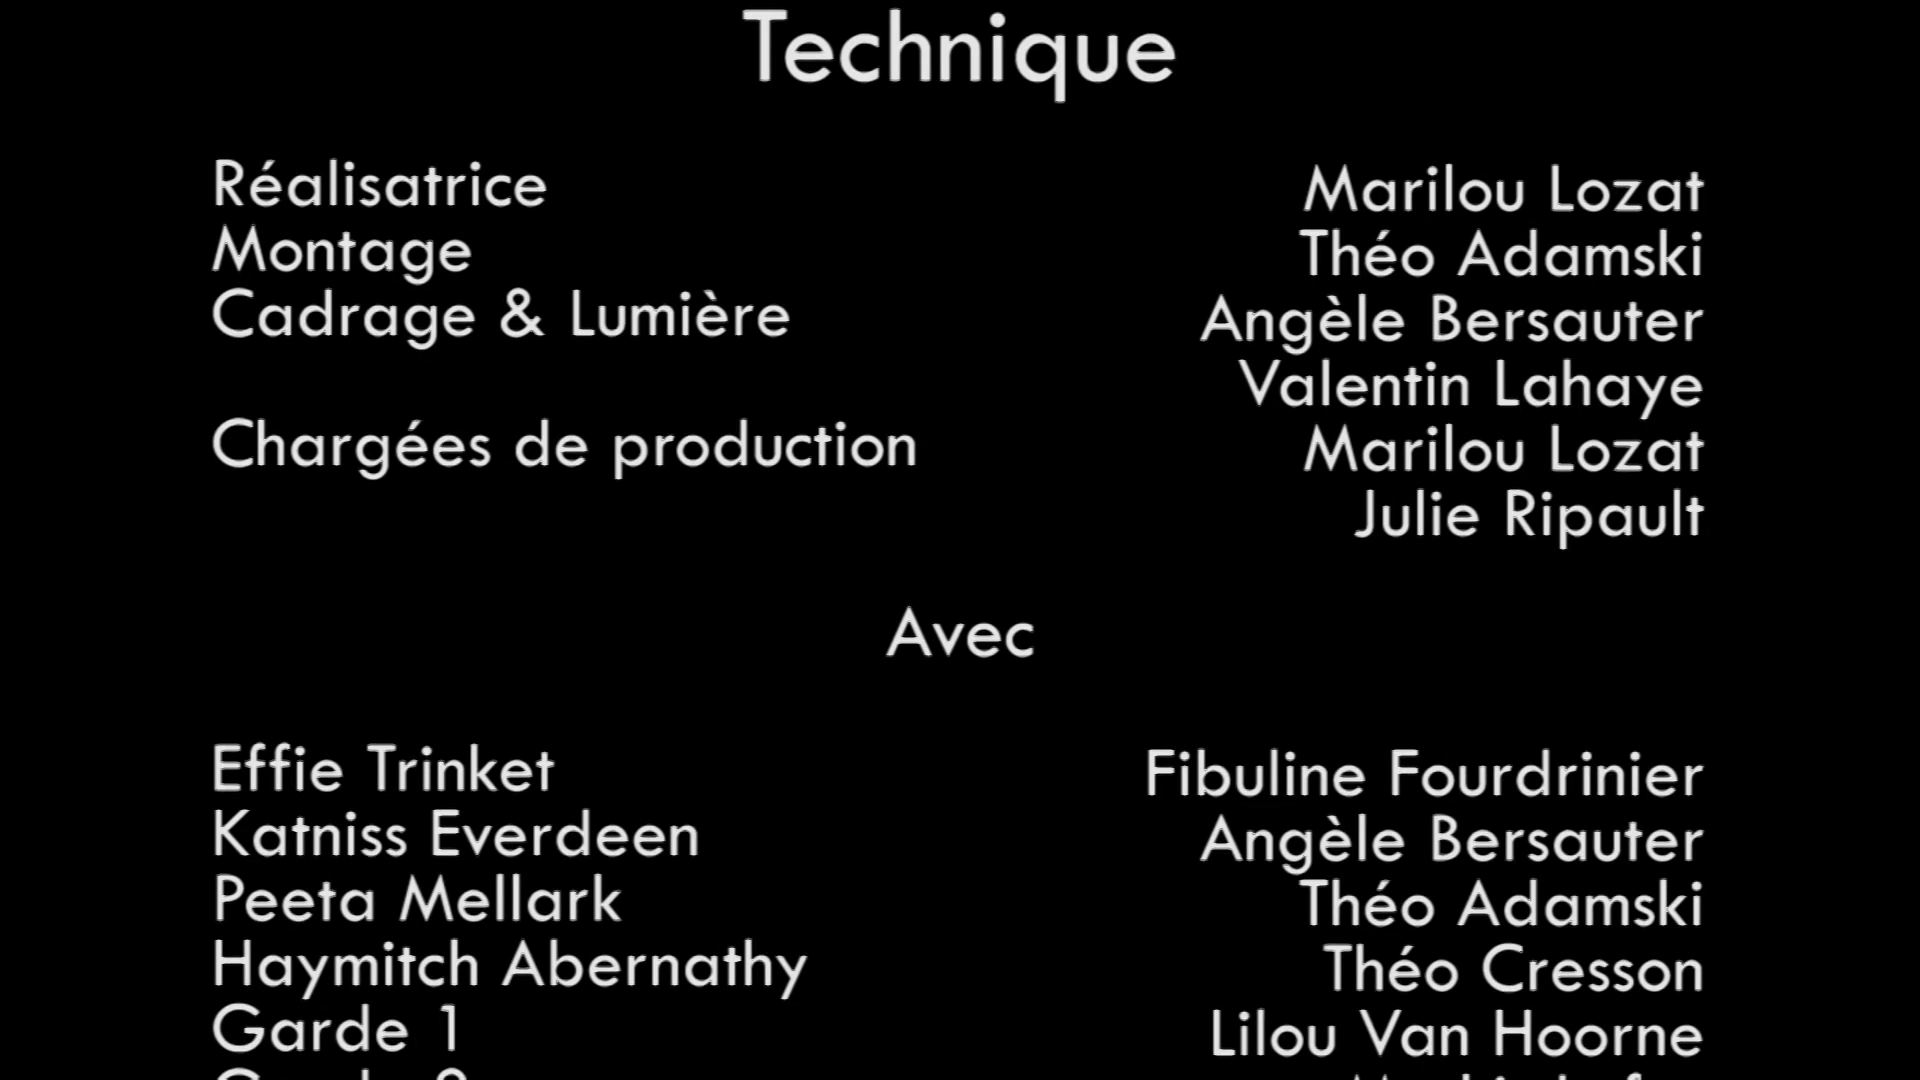 Technique
Réalisatrice Marilou Lozat
Montage Théo Adamski
Cadrage & Lumière Angèle Bersauter
Valentin Lahaye
Chargées de production Marilou Lozat
Julie Ripault
Avec
Effie Trinket Fibuline Fourdrinier
Katniss Everdeen Angèle Bersauter
Peeta Mellark Théo Adamski
Haymitch Abernathy Théo Cresson
Garde 1 Lilou Van Hoorne